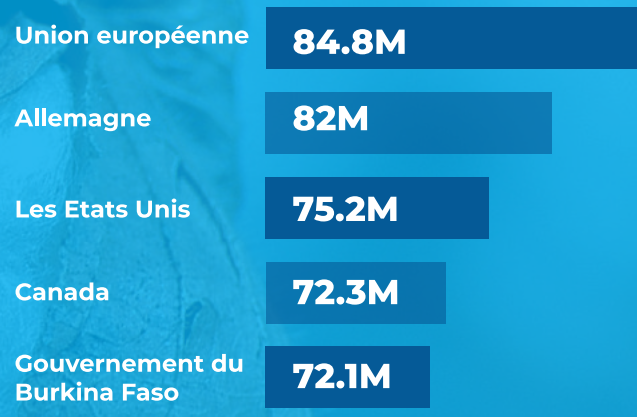 Union européenne
84.8M
Allemagne
82M
Les Etats Unis
75.2M
Canada
72.3M
Gouvernement du
Burkina Faso
72.1M